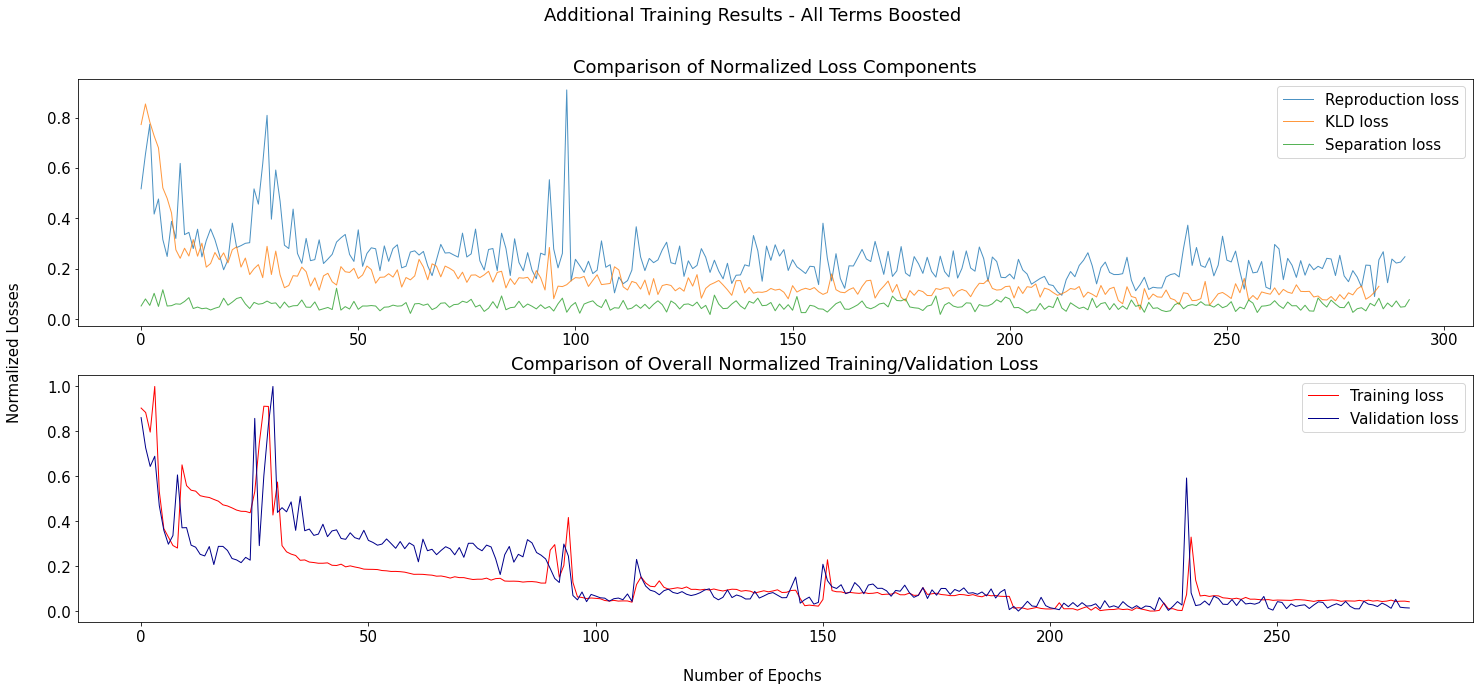 Additional Training Results - All Terms Boosted
Comparison of Normalized Loss Components
Reproduction loss
KLD loss
Separation loss
0.8
0.6
0.4
0.2
0.0
0 50 100 150 200 250 300
Normalized Losses
Comparison of Overall Normalized Training/Validation Loss
Training loss
Validation loss
1.0
0.8
0.6
0.4
0.2
0.0
0 50 100 150 200 250
Number of Epochs